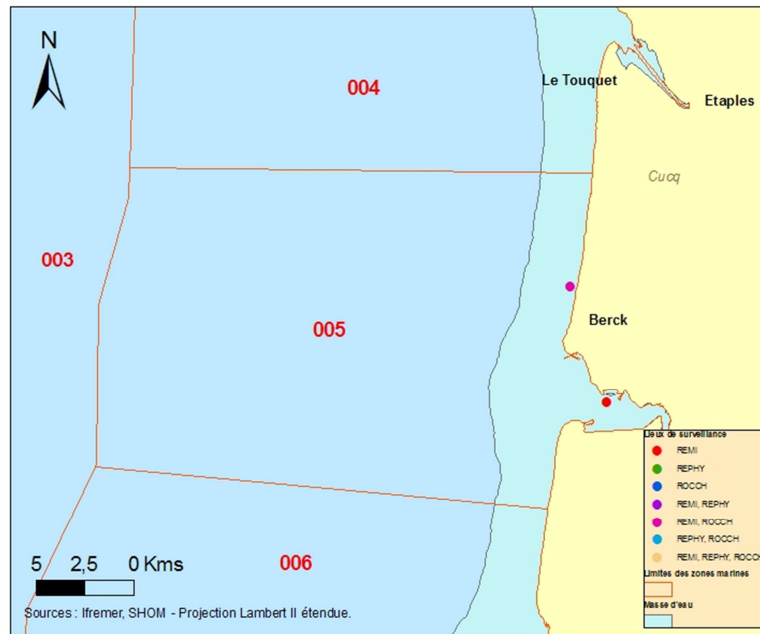 N
004
Le Touquet
Etaples
Cucq
003
005
Berck
Lieux de surveillance
REMI
REPHY
ROCCH
REMI, REPHY
REMI, ROCCH
REPHY, ROCCH
REMI, REPHY, ROCCH
Limites des zones marines
Masse d'eau
006
5 2,5 0 Kms
Sources : Ifremer, SHOM - Projection Lambert II étendue.